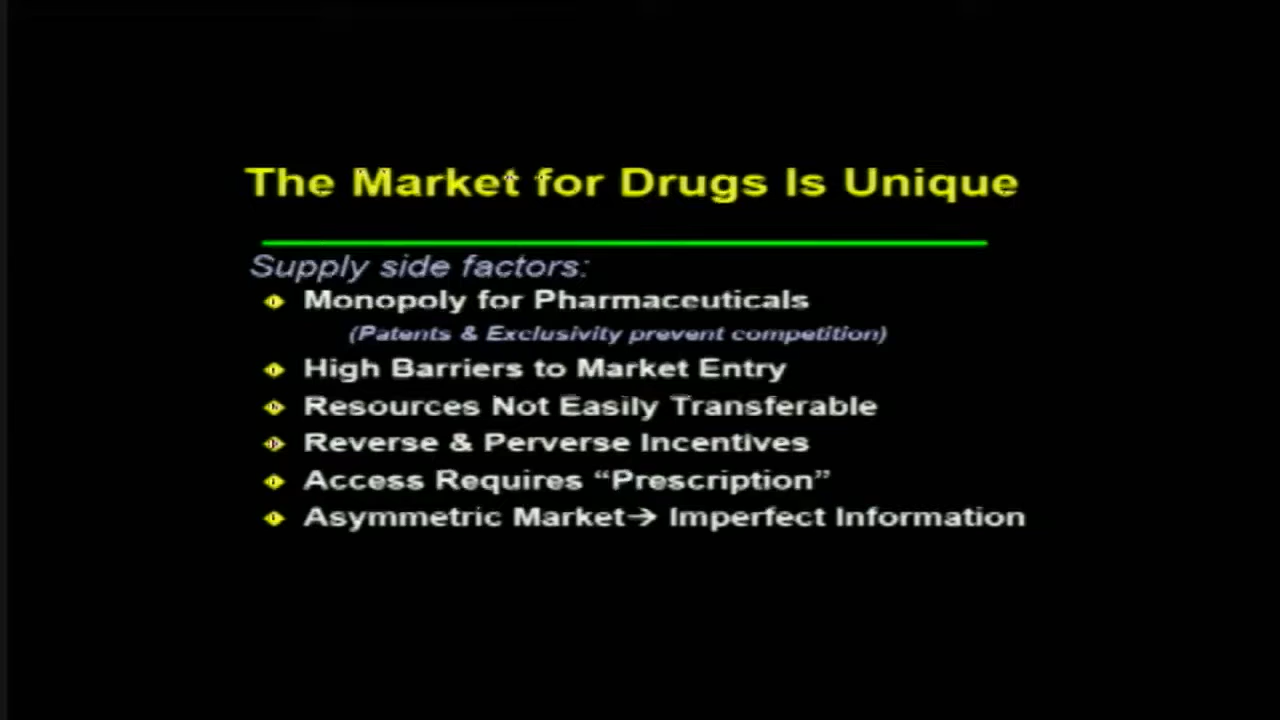 The Market for Drugs Is Unique
Supply side factors:
Monopoly for Pharmaceuticals
(Patents & Exclusivity prevent competition)
High Barriers to Market Entry
Resources Not Easily Transferable
Reverse & Perverse Incentives
Access Requires “Prescription”
Asymmetric Market→ Imperfect Information